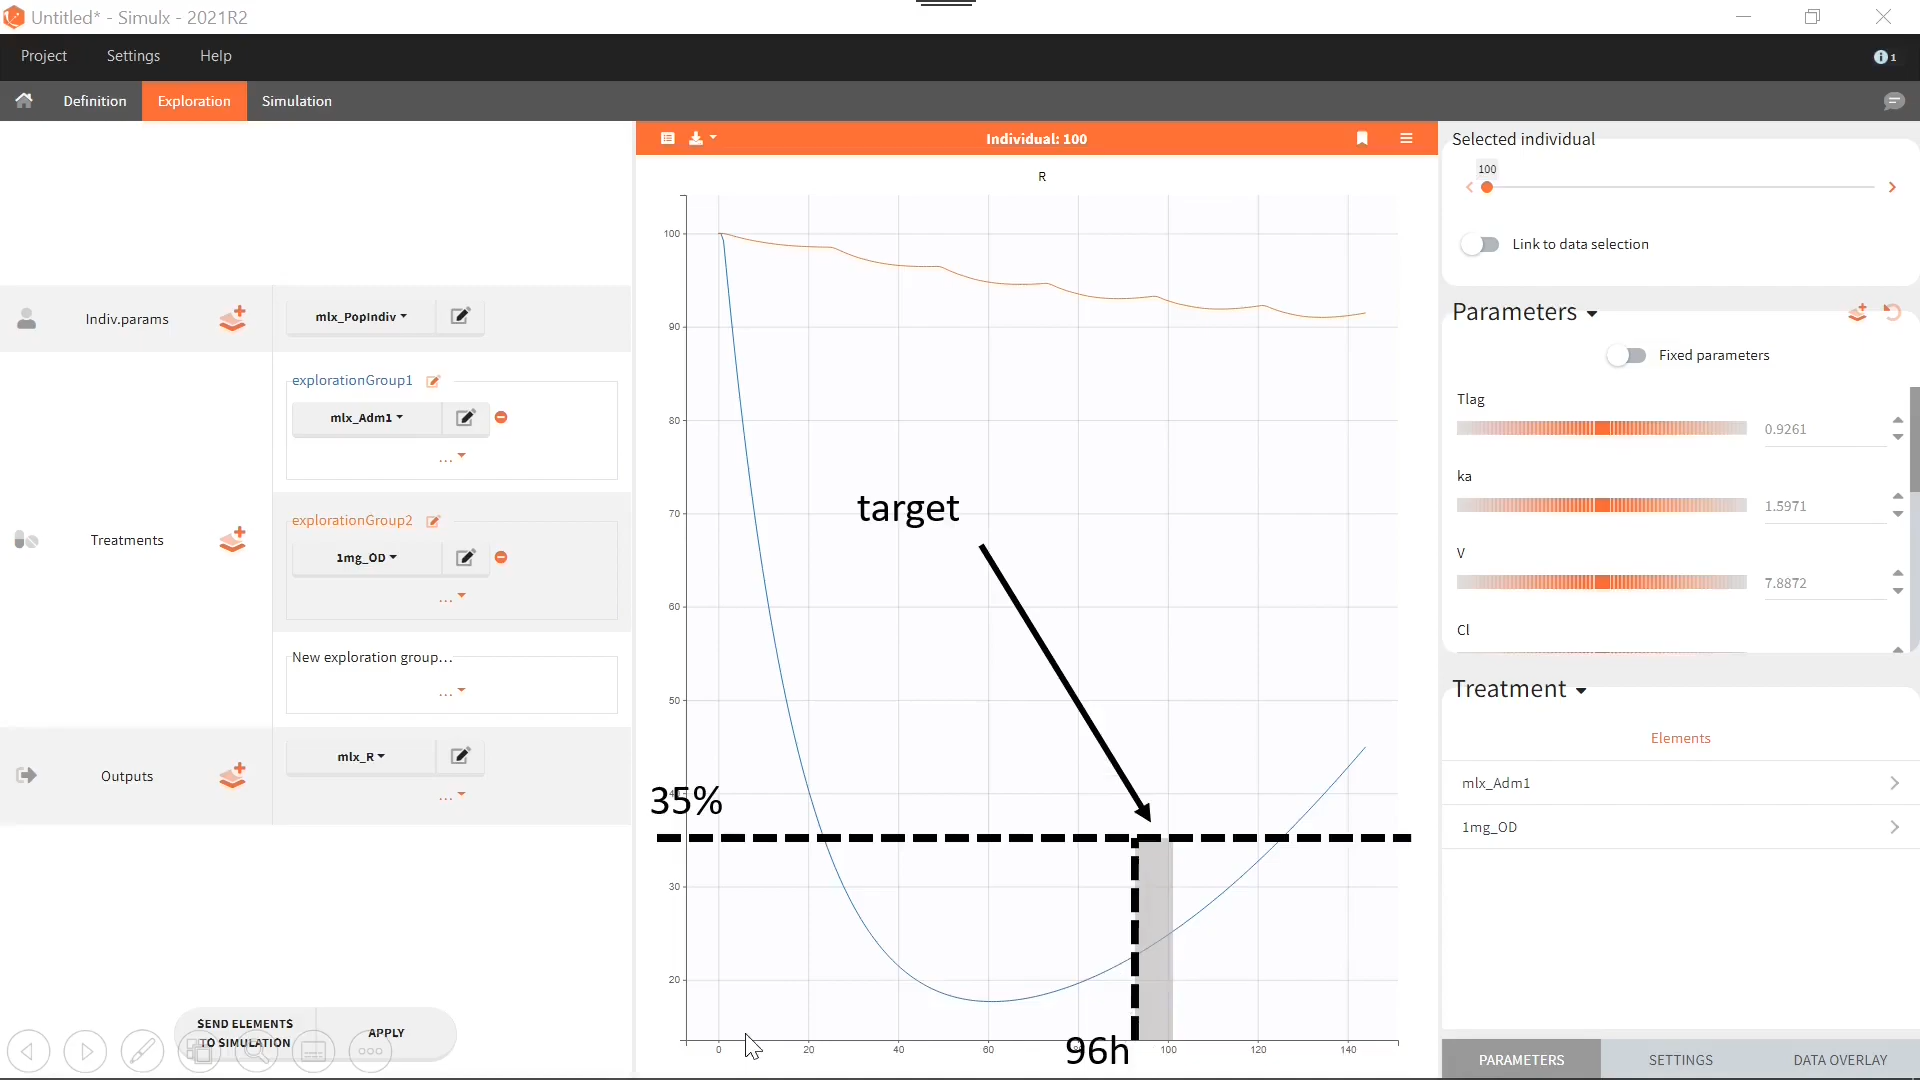 Untitled* - Simulx - 2021R2
Project Settings Help
1
Definition Exploration Simulation
Individual: 100
Selected individual
100
Link to data selection
Indiv.params
mlx_PopIndiv
explorationGroup1
mlx_Adm1
...
Treatments
explorationGroup2
1mg_OD
...
New exploration group...
...
Outputs
mlx_R
...
SEND ELEMENTS
TO SIMULATION
APPLY
R
100
90
80
70
60
50
30
20
target
35%
96h
0 20 40 60 100 120 140
Parameters
Fixed parameters
Tlag
0.9261
ka
1.5971
V
7.8872
Cl
Treatment
Elements
mlx_Adm1
1mg_OD
PARAMETERS SETTINGS DATA OVERLAY